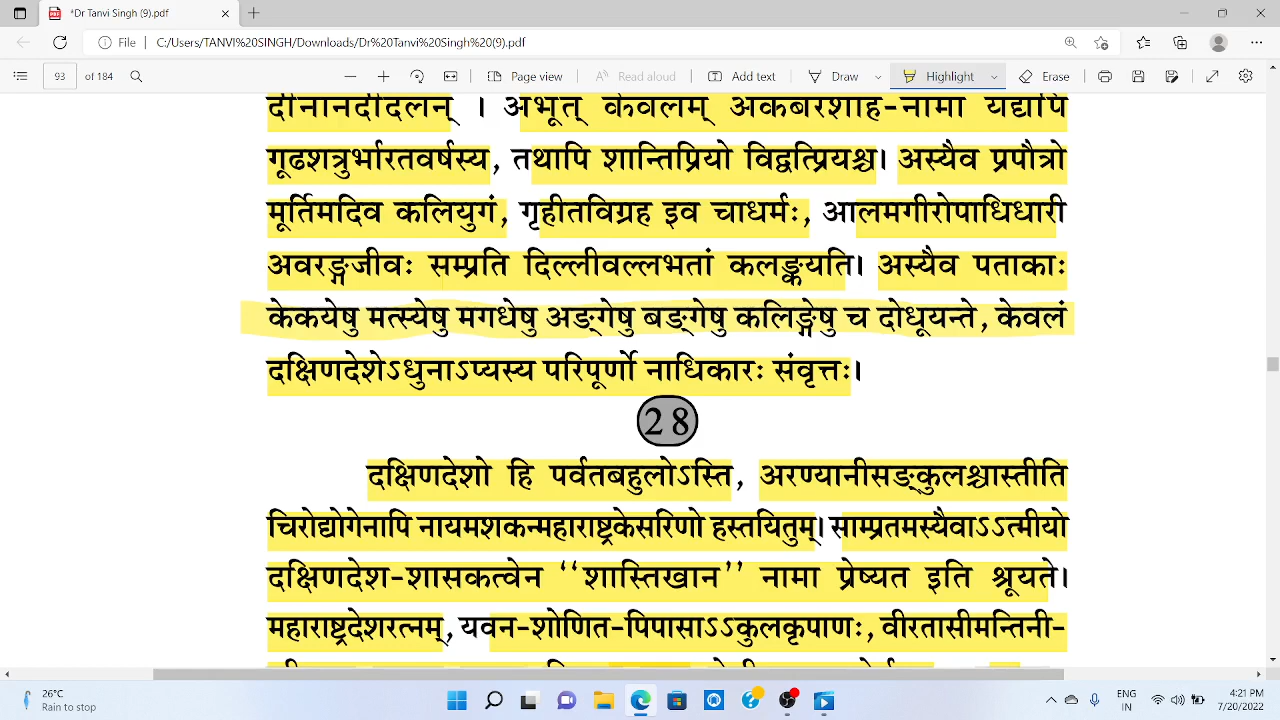 *Dr Tanvi Singh (9).pdf
File C:/Users/TANVI%20SINGH/Downloads/Dr%20Tanvi%20Singh%20(9).pdf
93 of 184 Page view Read aloud Add text Draw Highlight Erase
दीनानदीदलन् । अभूत् केवलम् अकबरशाह-नामा यद्यपि
गूढशत्रुर्भारतवर्षस्य, तथापि शान्तिप्रियो विद्वत्प्रियश्च। अस्यैव प्रपौत्रो
मूर्तिमदिव कलियुगं, गृहीतविग्रह इव चाधर्मः, आलमगीरोपाधिधारी
अवरङ्गजीवः सम्प्रति दिल्लीवल्लभतां कलङ्कयति। अस्यैव पताकाः
केकयेषु मत्स्येषु मगधेषु अङ्गेषु बङ्गेषु कलिङ्गेषु च दोधूयन्ते, केवलं
दक्षिणदेशेऽधुनाऽप्यस्य परिपूर्णो नाधिकारः संवृत्तः।
28
दक्षिणदेशो हि पर्वतबहुलोऽस्ति, अरण्यानीसङ्कुलश्चास्तीति
चिरोद्योगेनापि नायमशकन्महाराष्ट्रकेसरिणो हस्तयितुम्। साम्प्रतमस्यैवाऽऽत्मीयो
दक्षिणदेश-शासकत्वेन “शास्तिखान” नामा प्रेष्यत इति श्रूयते।
महाराष्ट्रदेशरत्नम्, यवन-शोणित-पिपासाऽऽकुलकृपाणः, वीरतासीमन्तिनी-
26°C
Rain to stop
ENG
IN
4:21 PM
7/20/2022